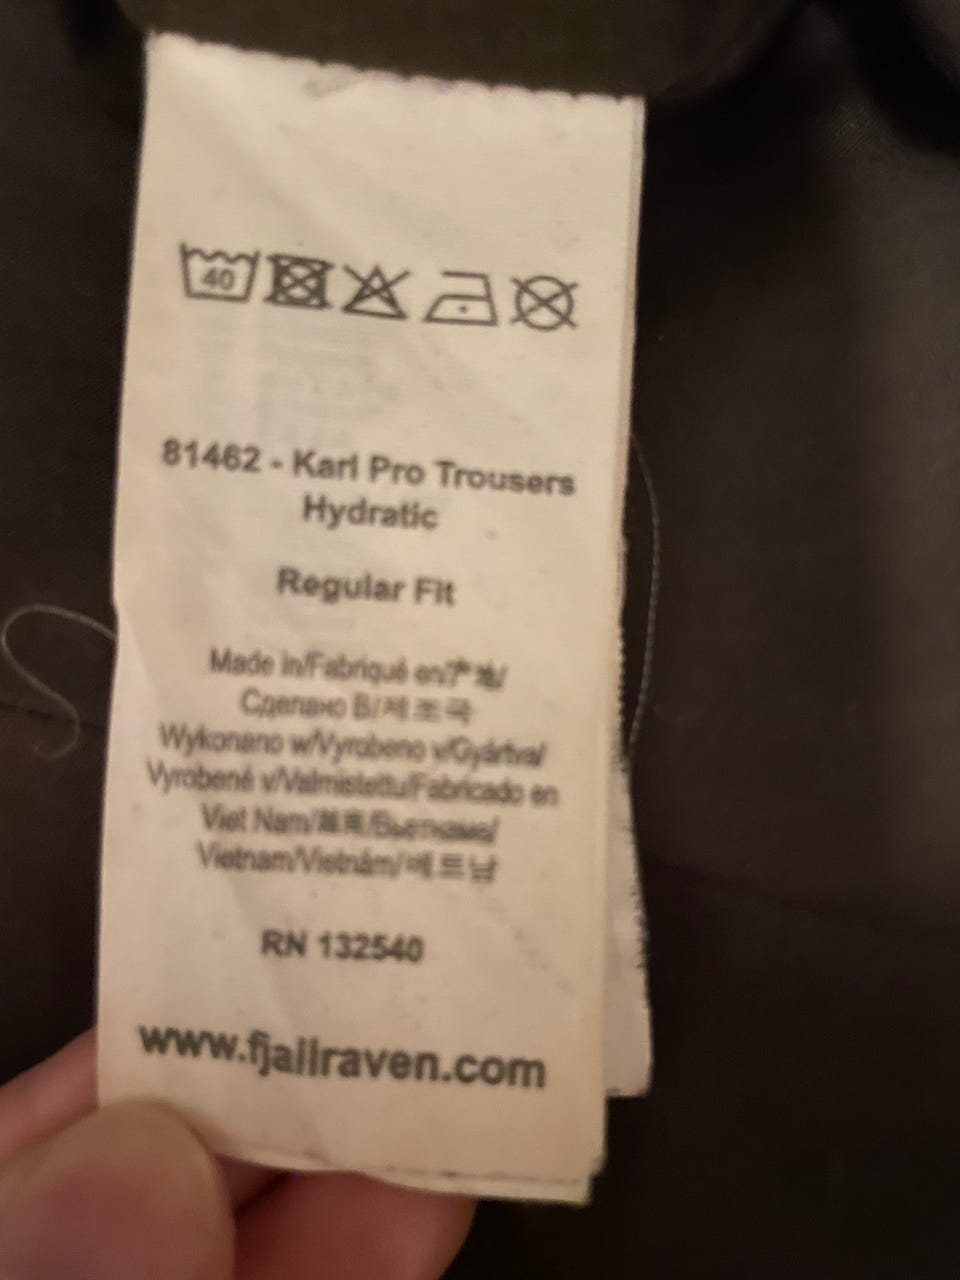 40
81462 - Karl Pro Trousers
Hydratic
Regular Fit
Made in/Fabriqué en/产地/
Сделано В/제조국
Wykonano w/Vyrobeno v/Gyártva/
Vyrobené v/Valmistettu/Fabricado en
Viet Nam/越南/Вьетнаме/
Vietnam/Vietnám/베트남
RN 132540
www.fjallraven.com